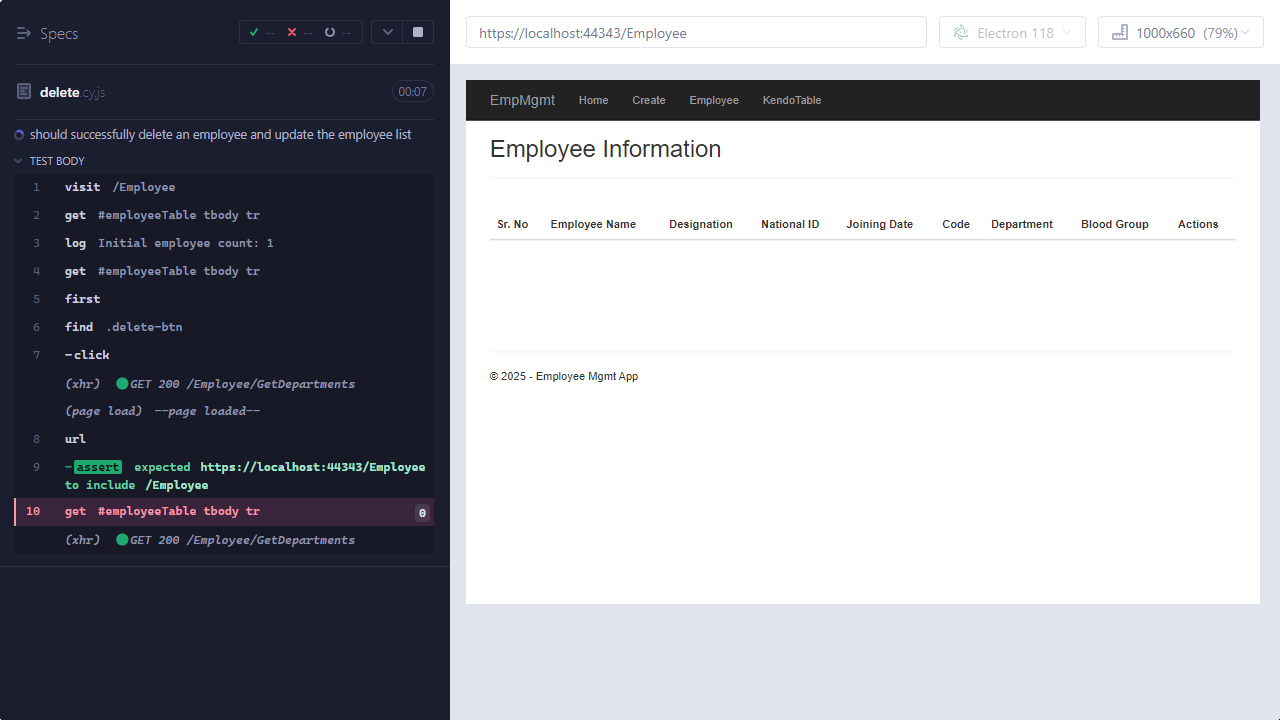 Specs
-- -- --
delete.cy.js
00:07
should successfully delete an employee and update the employee list
TEST BODY
1 visit /Employee
2 get #employeeTable tbody tr
3 log Initial employee count: 1
4 get #employeeTable tbody tr
5 first
6 find .delete-btn
7 -click
(xhr) GET 200 /Employee/GetDepartments
(page load) --page loaded--
8 url
9 -assert expected https://localhost:44343/Employee
to include /Employee
10 get #employeeTable tbody tr 0
(xhr) GET 200 /Employee/GetDepartments
https://localhost:44343/Employee
Electron 118
1000x660 (79%)
EmpMgmt Home Create Employee KendoTable
Employee Information
Sr. No Employee Name Designation National ID Joining Date Code Department Blood Group Actions
© 2025 - Employee Mgmt App